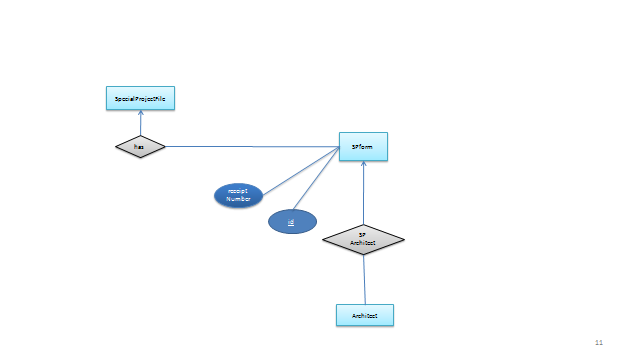 SpecialProjectFile
has
SPform
receipt
Number
id
SP
Architect
Architect
11